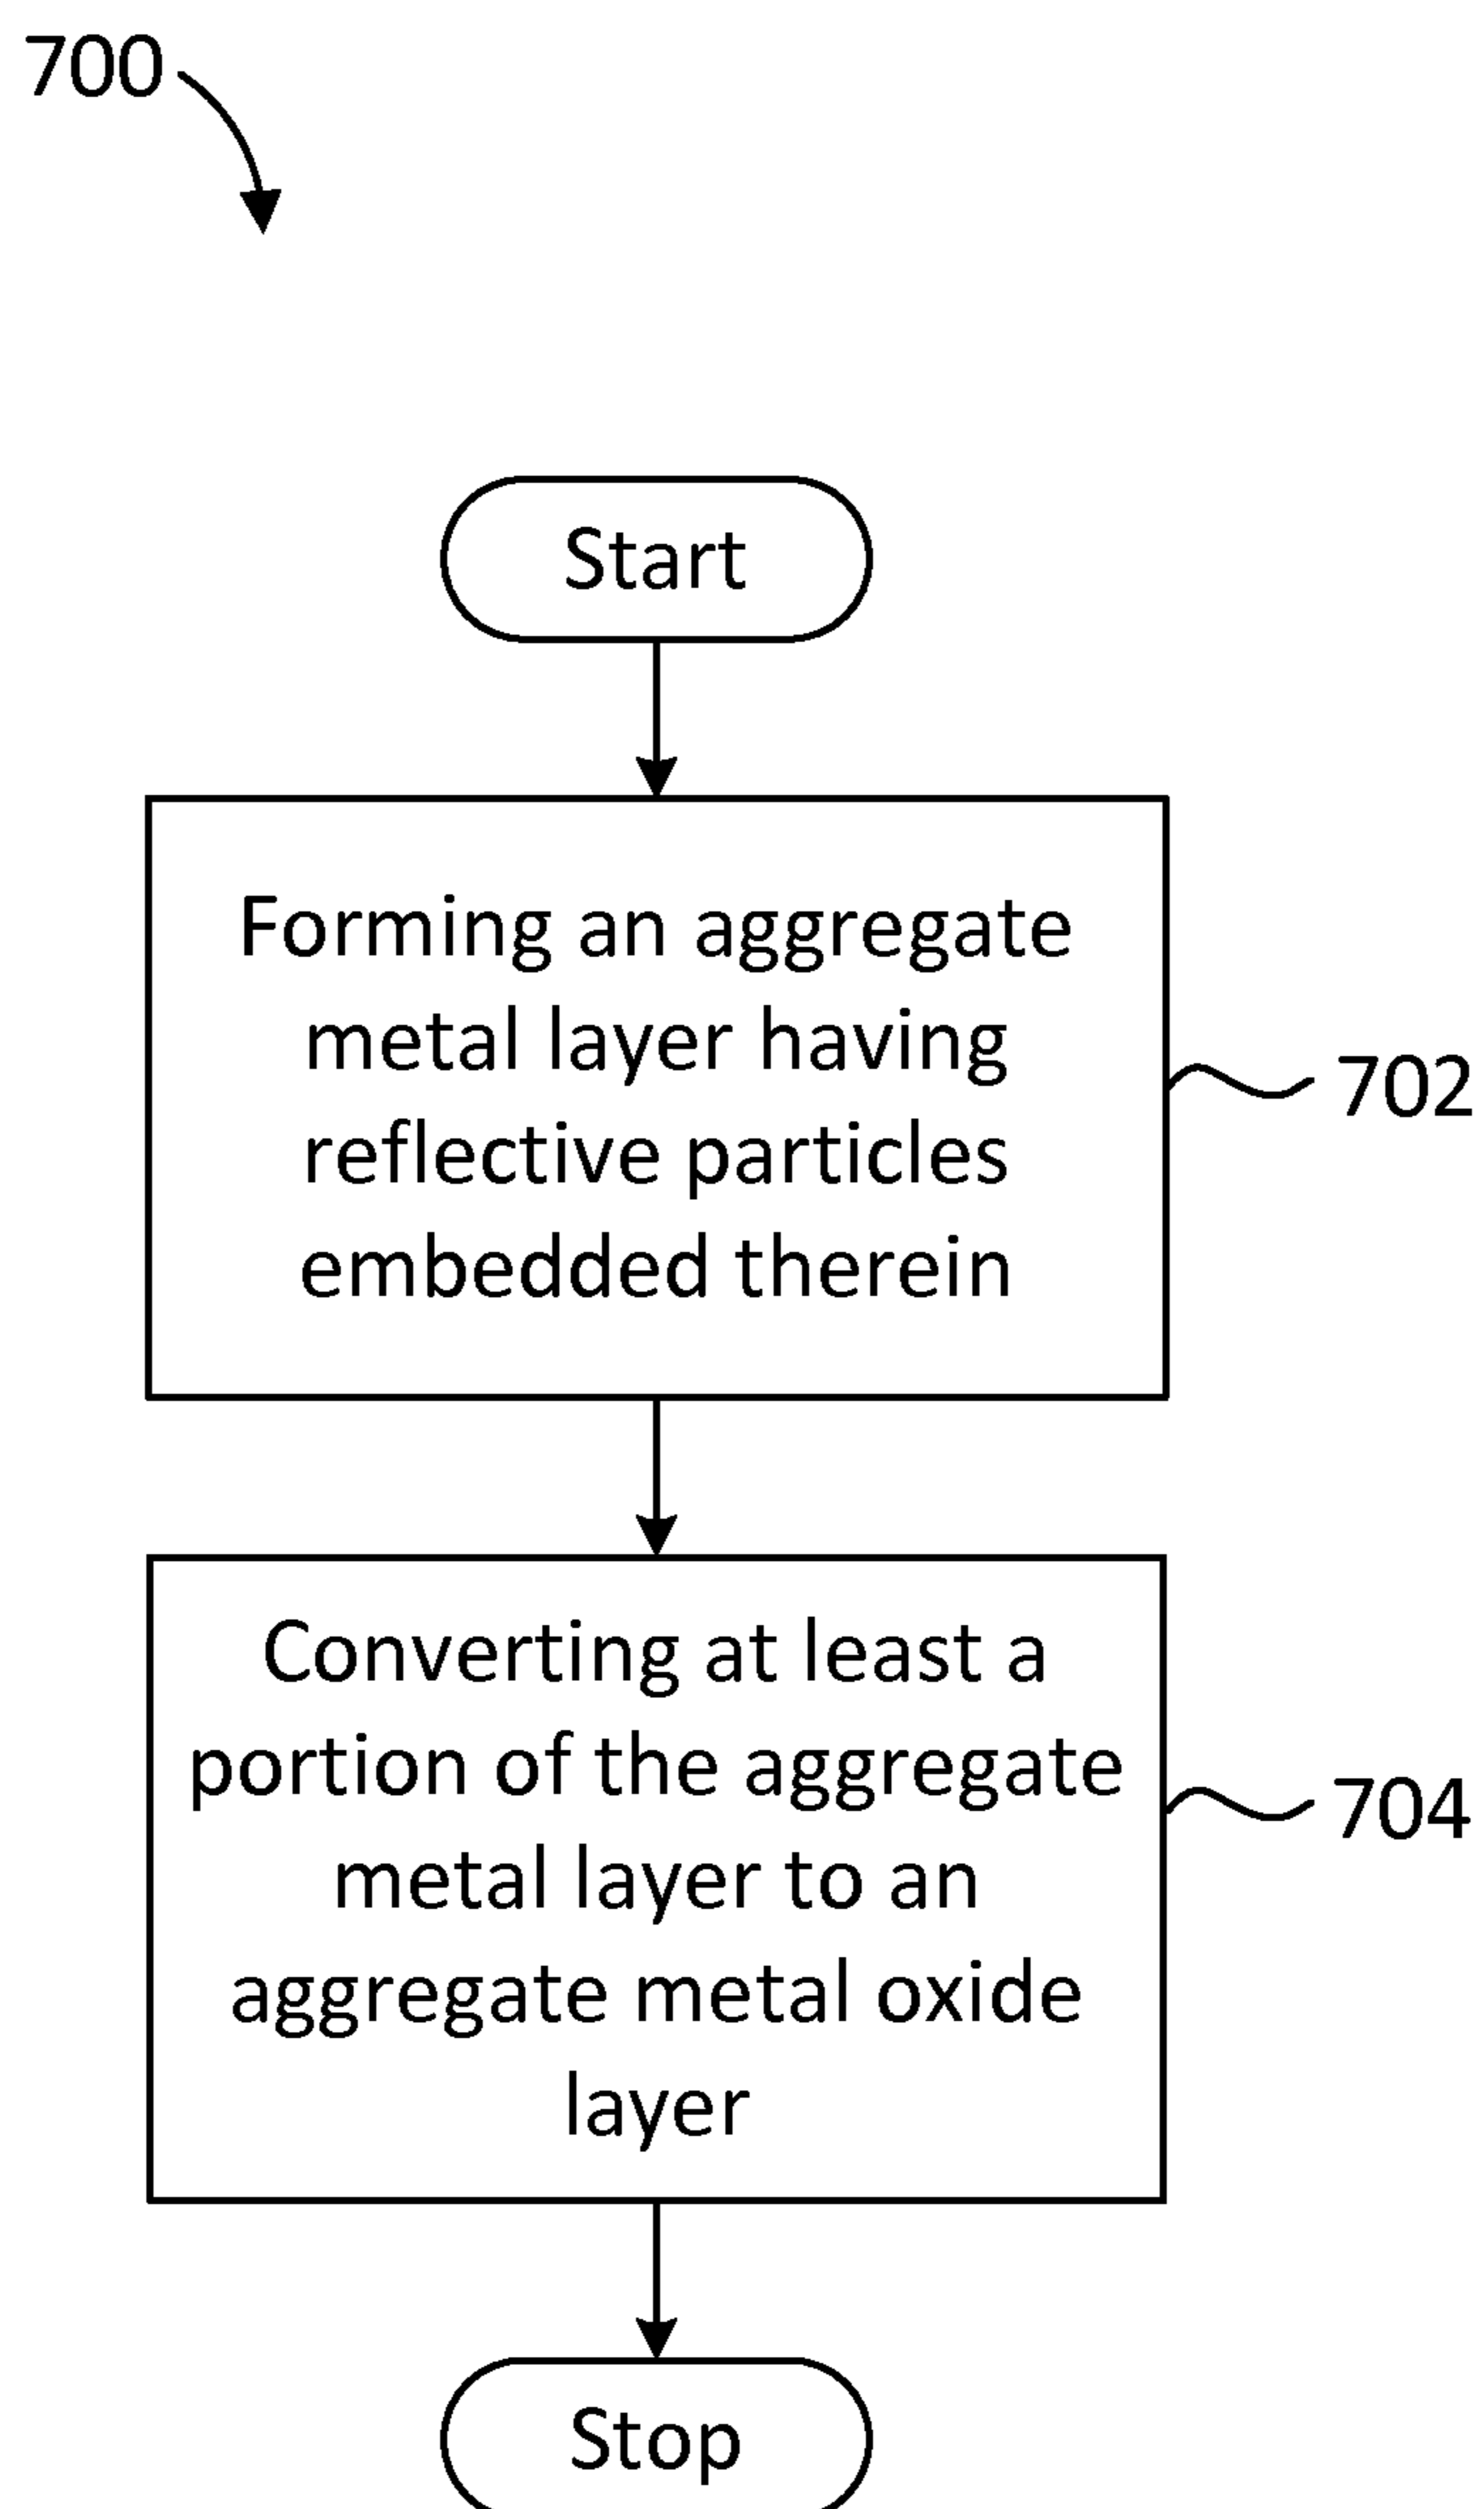 700
Start
Forming an aggregate
metal layer having
reflective particles
embedded therein
702
Converting at least a
portion of the aggregate
metal layer to an
aggregate metal oxide
layer
704
Stop